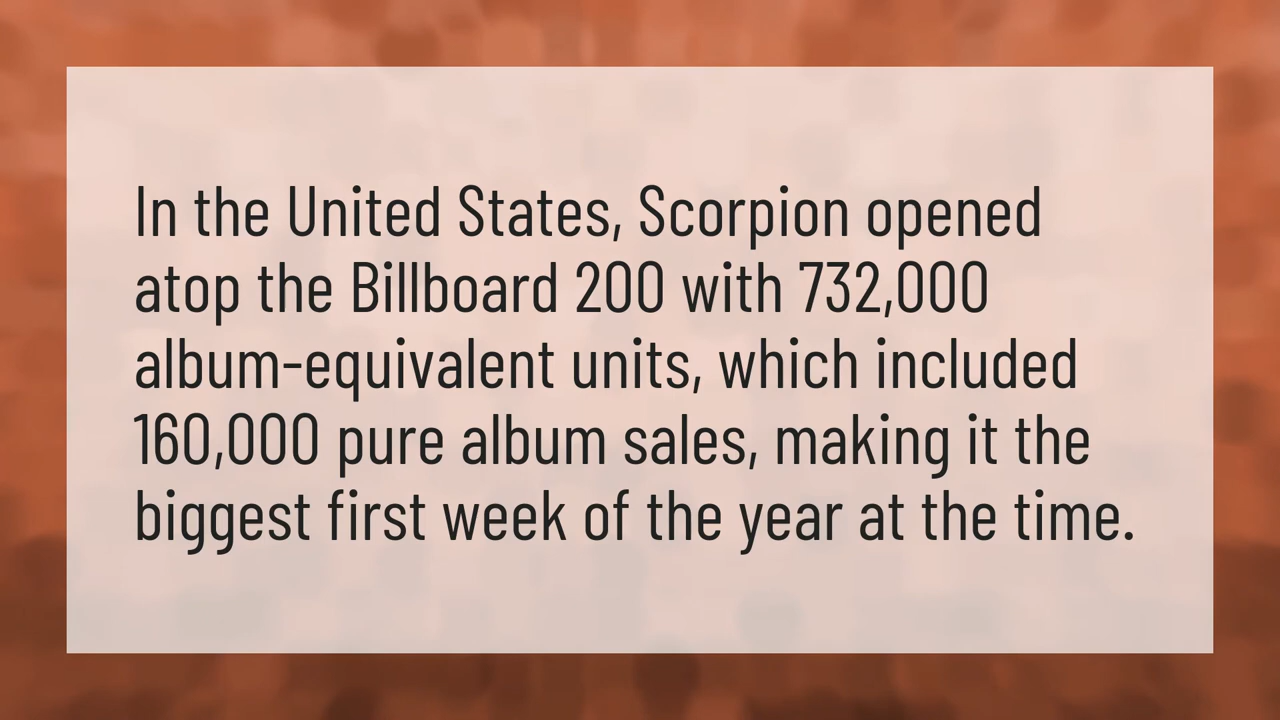 In the United States, Scorpion opened
atop the Billboard 200 with 732,000
album-equivalent units, which included
160,000 pure album sales, making it the
biggest first week of the year at the time.